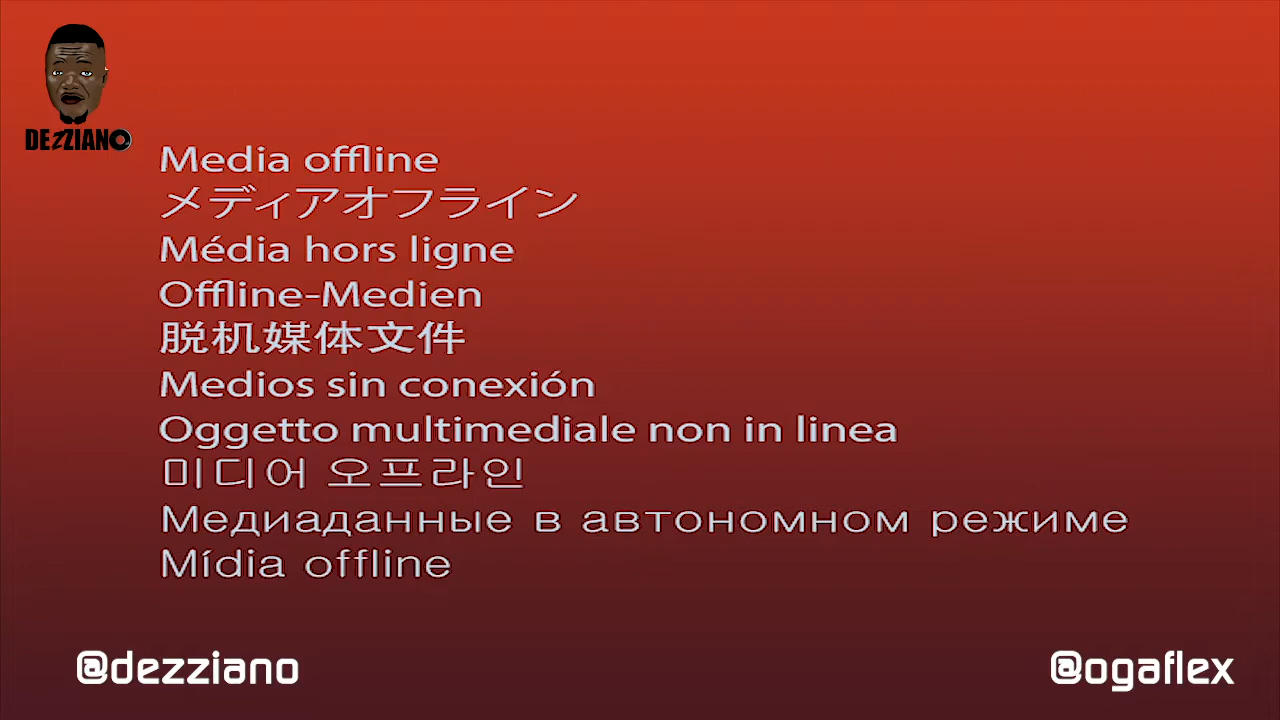 DEZZIANO
Media offline
メディアオフライン
Média hors ligne
Offline-Medien
脱机媒体文件
Medios sin conexión
Oggetto multimediale non in linea
미디어 오프라인
Медиаданные в автономном режиме
Mídia offline
@dezziano
@ogaflex